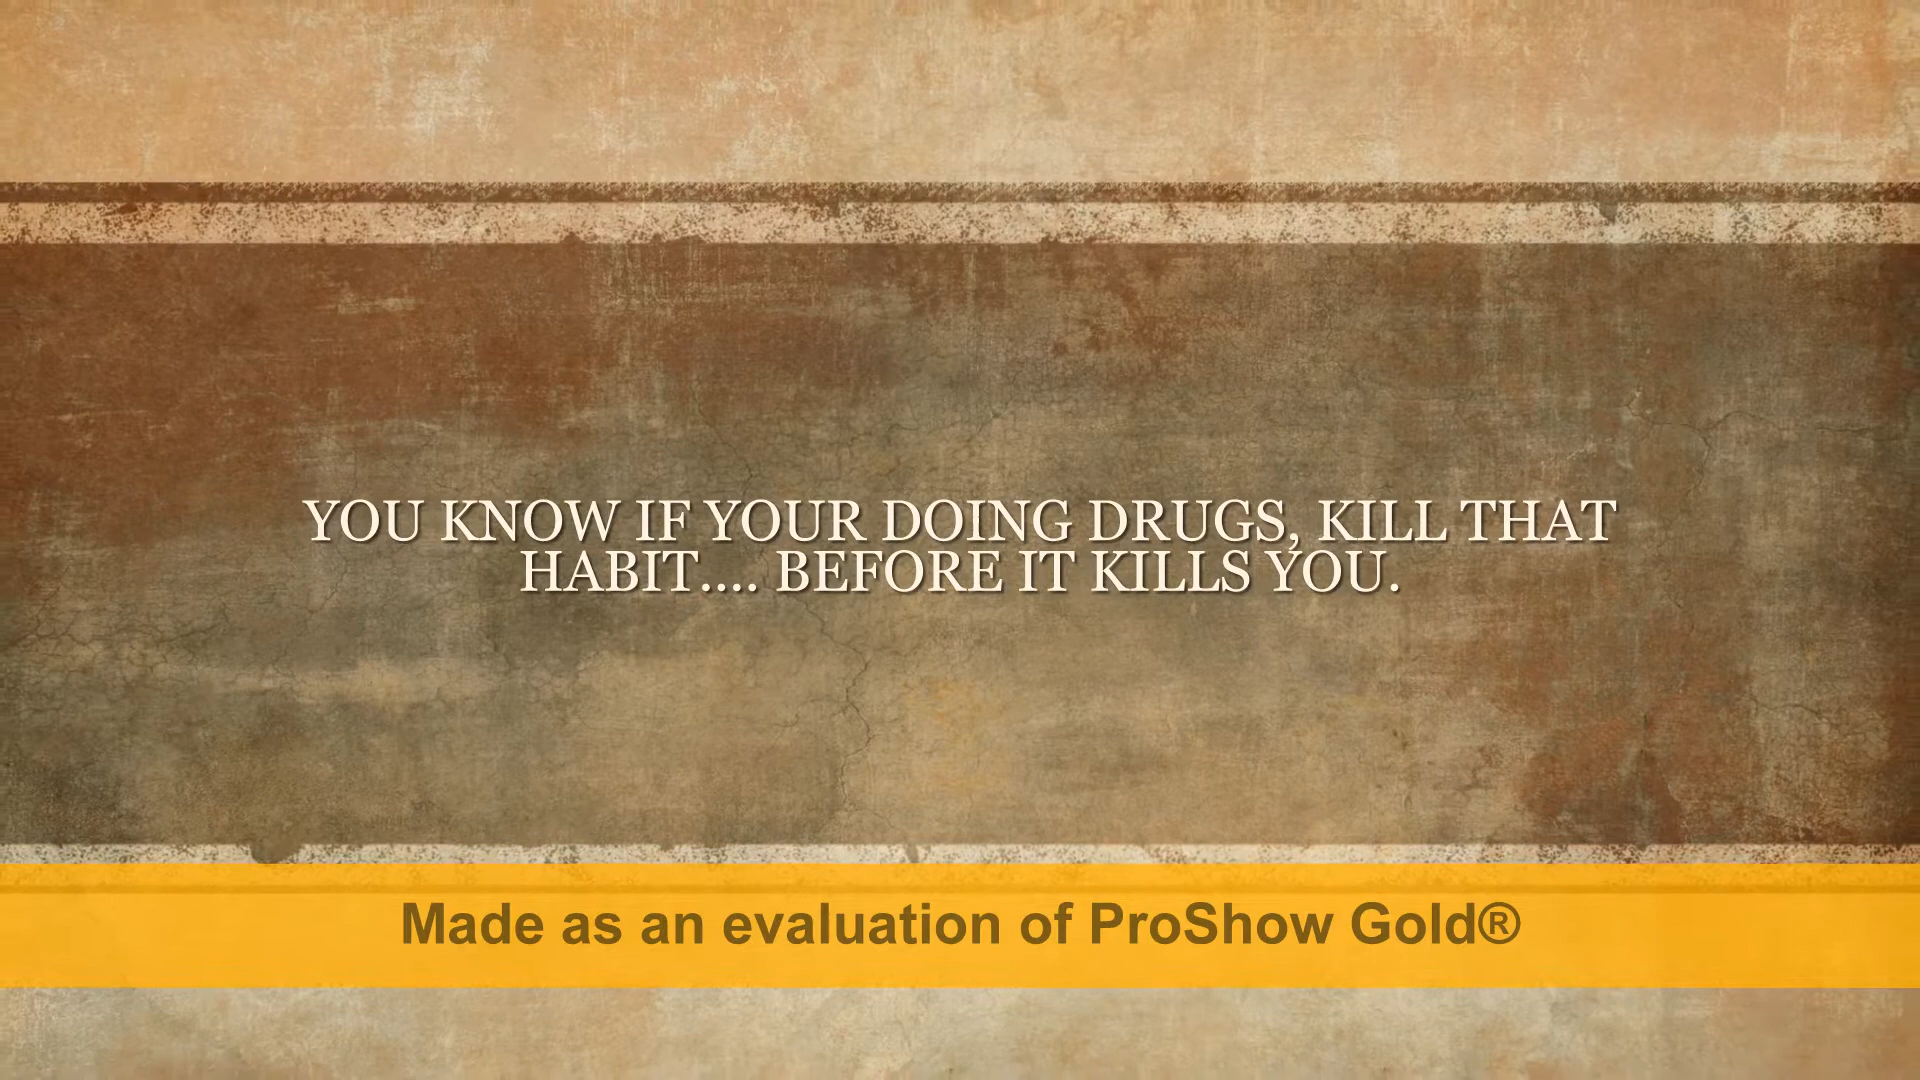 YOU KNOW IF YOUR DOING DRUGS, KILL THAT
HABIT.... BEFORE IT KILLS YOU.
Made as an evaluation of ProShow Gold®